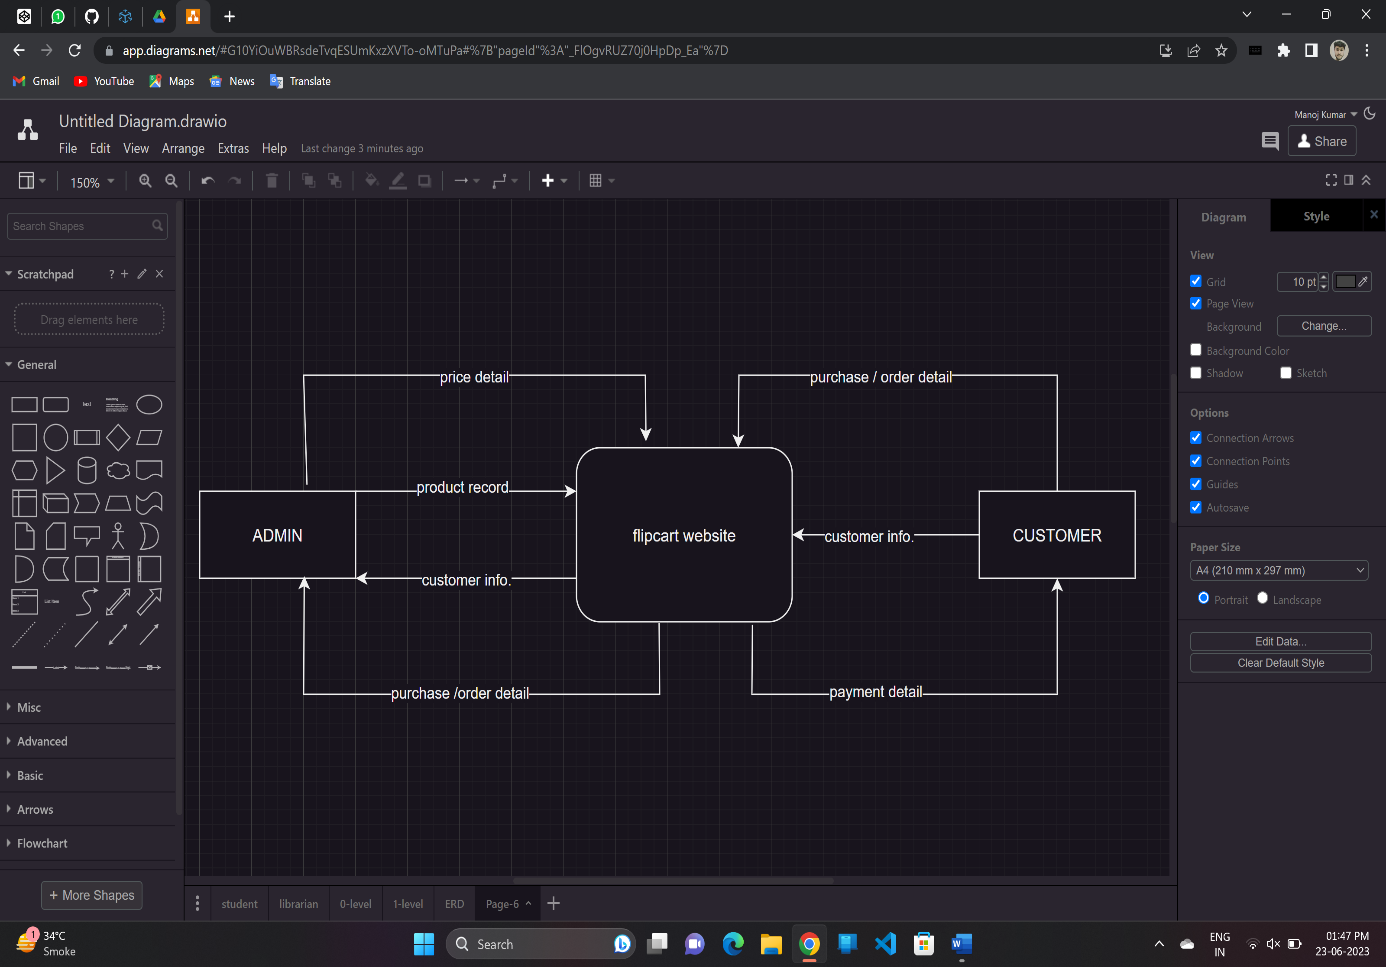 app.diagrams.net/#G10YiOuWBRsdeTvqESUmKxzXVTo-oMTuPa#%7B"pageId"%3A"_FlOgvRUZ70j0HpDp_Ea"%7D
Gmail YouTube Maps News Translate
Untitled Diagram.drawio
Manoj Kumar
File Edit View Arrange Extras Help Last change 3 minutes ago
Share
150%
Search Shapes
Scratchpad ?
Drag elements here
General
Misc
Advanced
Basic
Arrows
Flowchart
+ More Shapes
price detail
purchase / order detail
product record
ADMIN
flipcart website
customer info.
CUSTOMER
customer info.
purchase /order detail
payment detail
Diagram Style
View
Grid 10 pt
Page View
Background Change...
Background Color
Shadow Sketch
Options
Connection Arrows
Connection Points
Guides
Autosave
Paper Size
A4 (210 mm x 297 mm)
Portrait Landscape
Edit Data...
Clear Default Style
student librarian 0-level 1-level ERD Page-6
1
34°C
Smoke
Search
ENG
IN
01:47 PM
23-06-2023